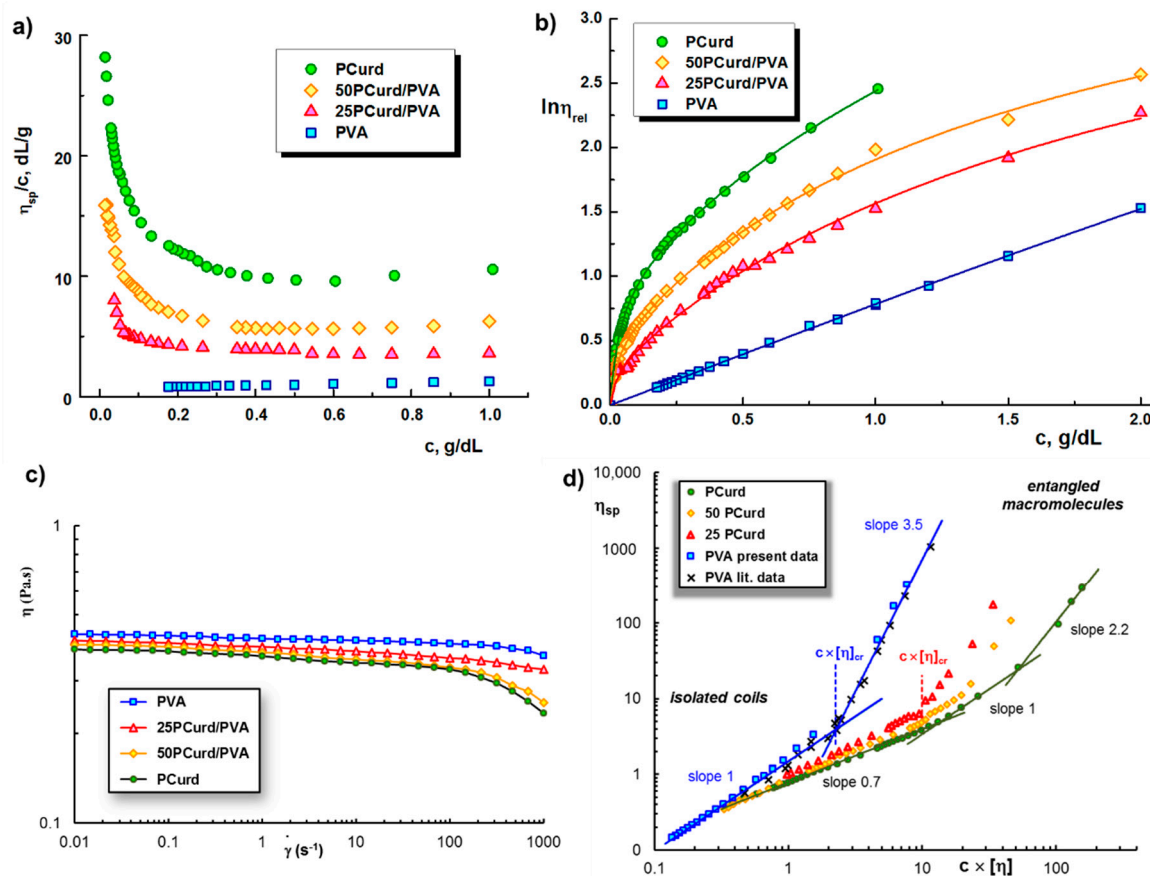 a)
30
20
10
0
ηsp/c, dL/g
PCurd
50PCurd/PVA
25PCurd/PVA
PVA
0.0 0.2 0.4 0.6 0.8 1.0
c, g/dL
b)
3.0
2.5
lnηrel
2.0
1.5
1.0
0.5
0.0
PCurd
50PCurd/PVA
25PCurd/PVA
PVA
0.0 0.5 1.0 1.5 2.0
c, g/dL
c)
1
η (Pa.s)
0.1
PVA
25PCurd/PVA
50PCurd/PVA
PCurd
0.01 0.1 1 10 100 1000
γ̇ (s⁻¹)
d)
10,000
ηsp
1000
100
10
1
0
PCurd
50 PCurd
25 PCurd
PVA present data
PVA lit. data
entangled
macromolecules
slope 3.5
slope 2.2
c×[η]cr
c×[η]cr
isolated coils
slope 1
slope 1
slope 0.7
0.1 1 10 100
c × [η]